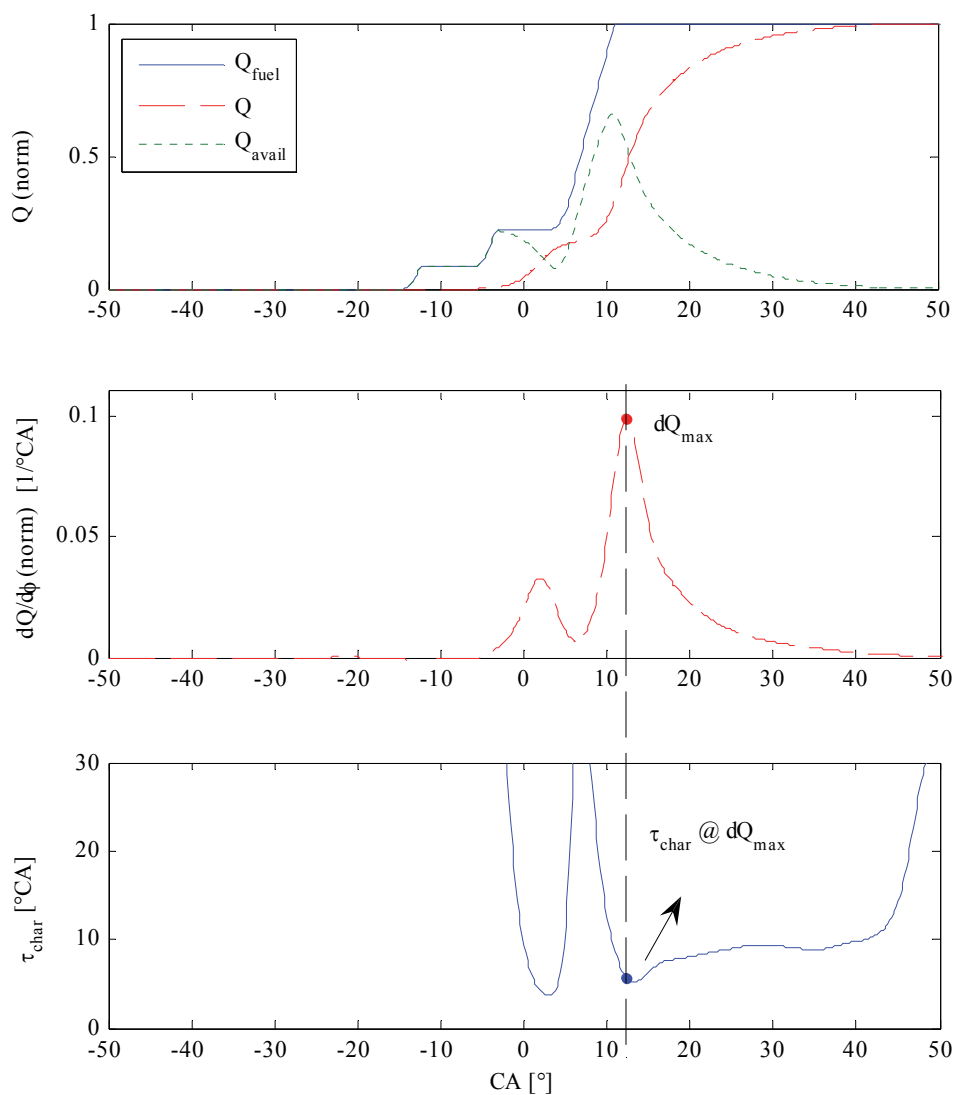 1
0.5
0
Q (norm)
Q_fuel
Q
Q_avail
-50 -40 -30 -20 -10 0 10 20 30 40 50
0.1
0.05
0
dQ/dϕ (norm) [1/°CA]
dQ_max
-50 -40 -30 -20 -10 0 10 20 30 40 50
30
20
10
0
τ_char [°CA]
τ_char @ dQ_max
-50 -40 -30 -20 -10 0 10 20 30 40 50
CA [°]